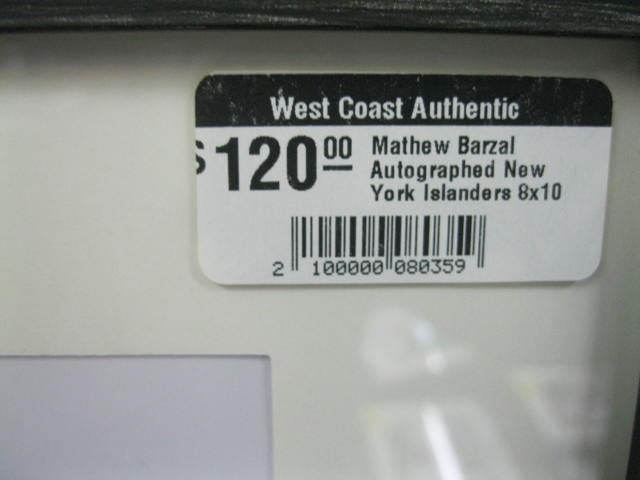 West Coast Authentic
$120.00 Mathew Barzal
Autographed New
York Islanders 8x10
2 100000 080359